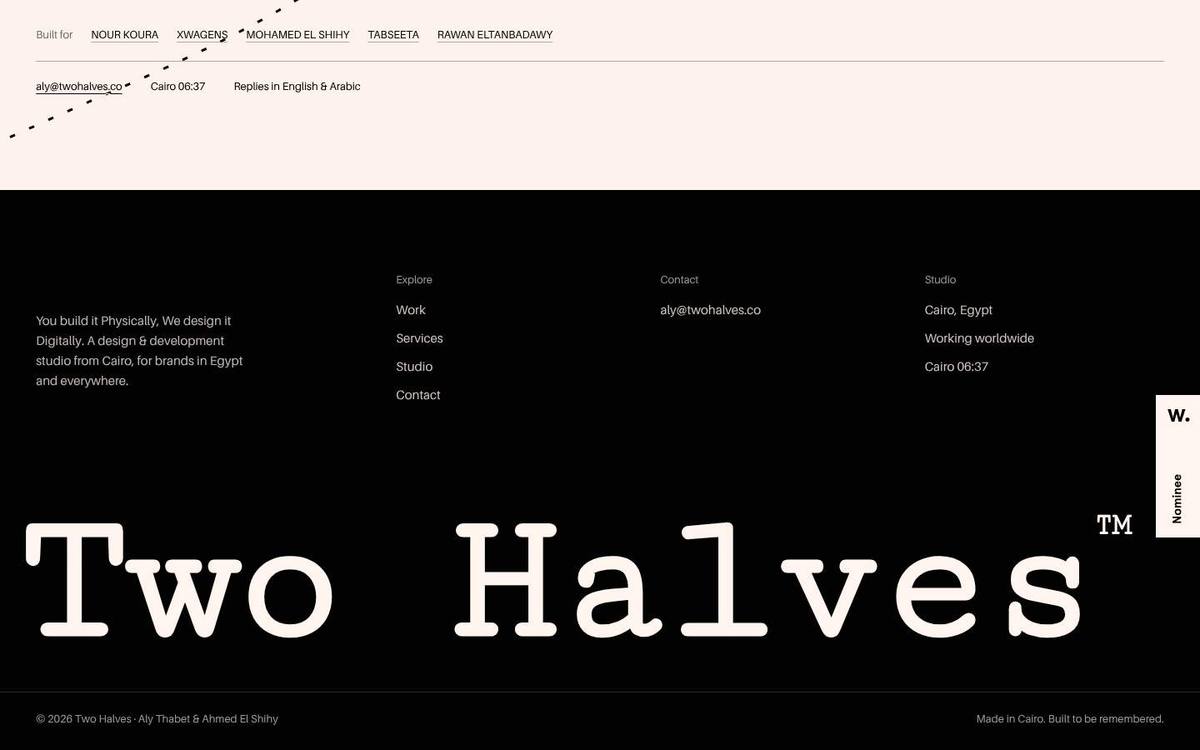 Built for NOUR KOURA XWAGENS MOHAMED EL SHIHY TABSEETA RAWAN ELTANBADAWY
aly@twohalves.co Cairo 06:37 Replies in English & Arabic
You build it Physically, We design it
Digitally. A design & development
studio from Cairo, for brands in Egypt
and everywhere.
Explore
Work
Services
Studio
Contact
Contact
aly@twohalves.co
Studio
Cairo, Egypt
Working worldwide
Cairo 06:37
W.
Nominee
Two Halves™
© 2026 Two Halves · Aly Thabet & Ahmed El Shihy
Made in Cairo. Built to be remembered.